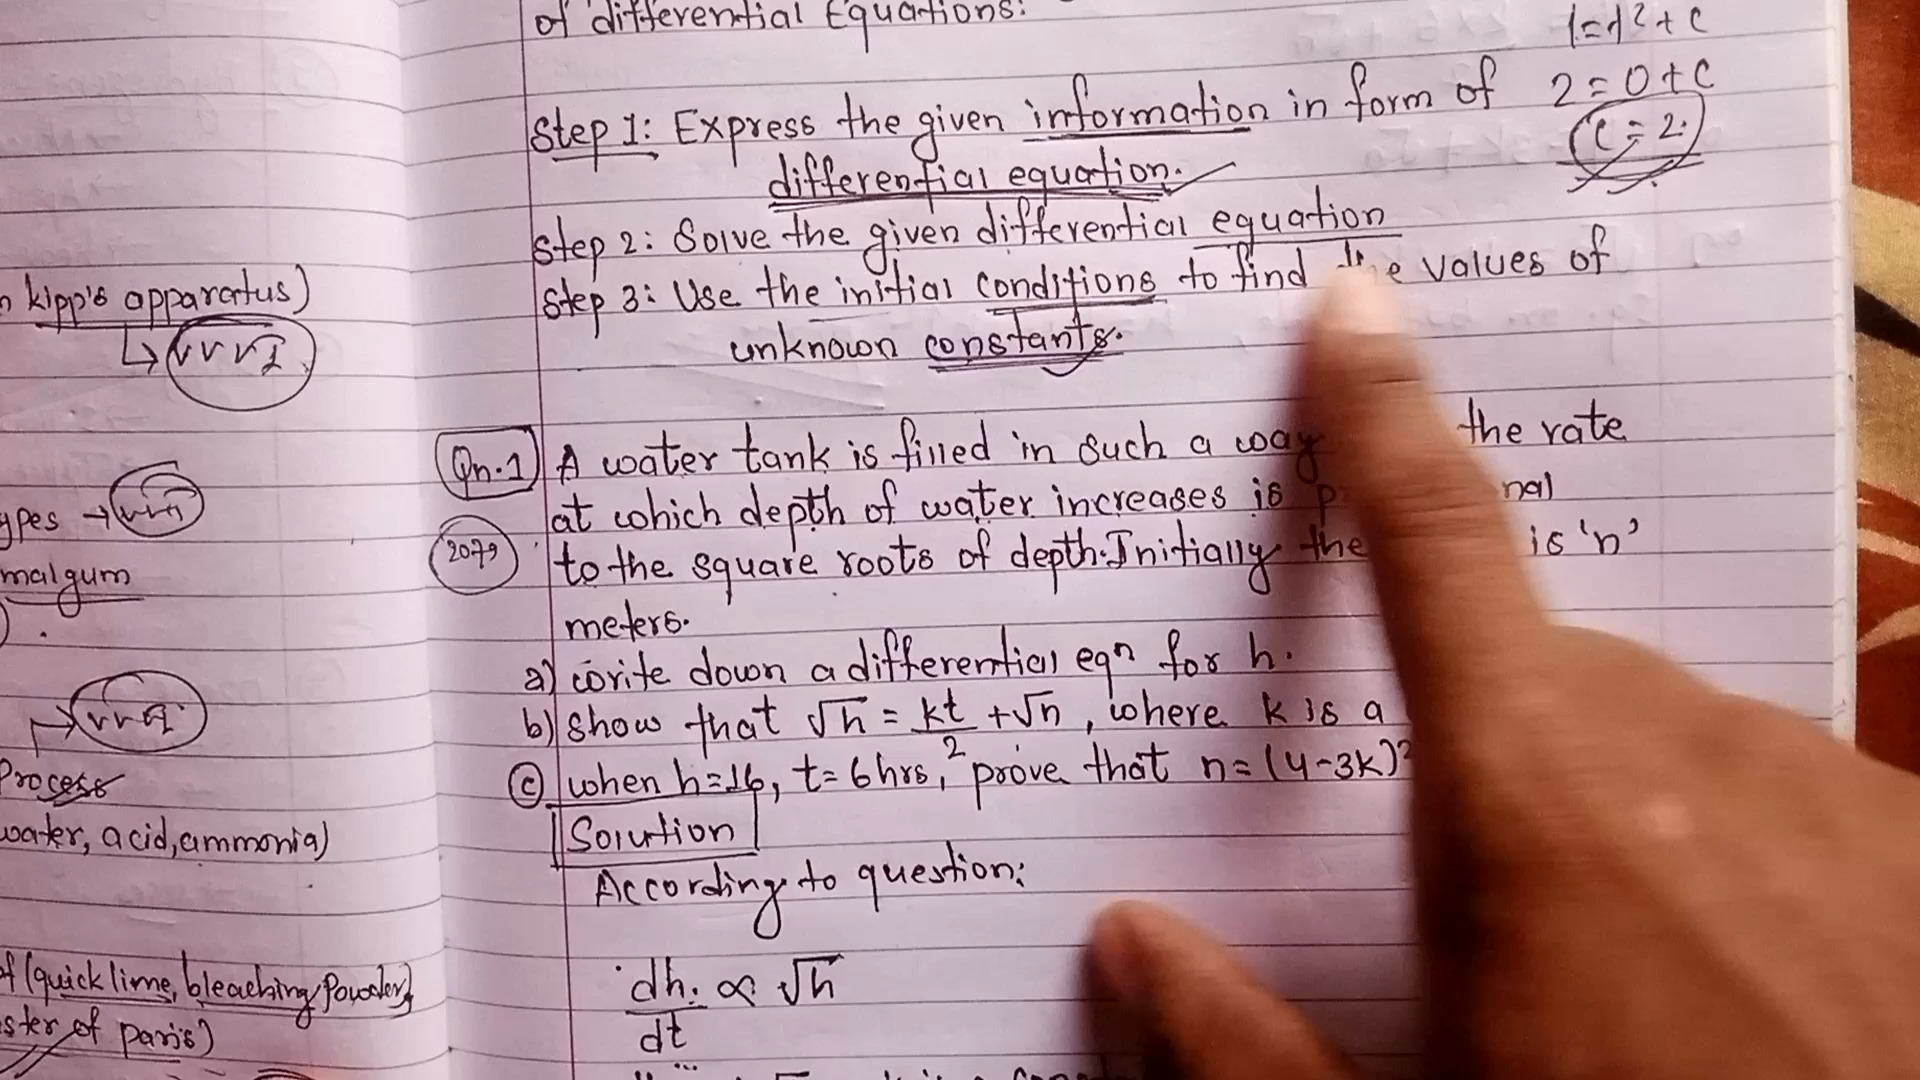 kipp's apparatus)
ypes →
malgum
Process
water, acid, ammonia)
f (quick lime, bleaching Powder,
ster of paris)
of differential Equations:
1=1²+c
2=0+c
c=2.
Step 1: Express the given information in form of
differential equation.
Step 2: Solve the given differential equation
Step 3: Use the initial conditions to find the values of
unknown constants.
Qn.1 A water tank is filled in such a way the rate
2079
at which depth of water increases is p nal
to the square roots of depth. Initially the is 'n'
meters.
a) write down a differential eqn for h.
b) show that √h = kt/2 + √n, where k is a
c) when h=16, t=6hrs, prove that n=(4-3k)²
Solution
According to question:
dh/dt ∝ √h